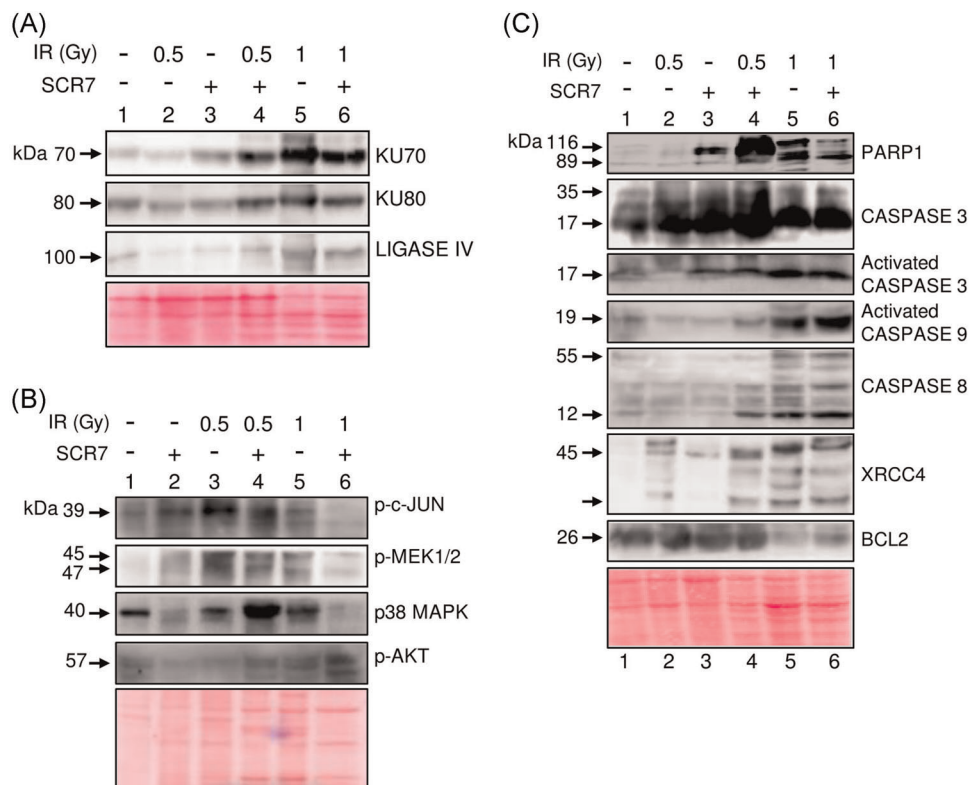 (A)
IR (Gy) - 0.5 - 0.5 1 1
SCR7 - - + + - +
1 2 3 4 5 6
kDa 70 KU70
80 KU80
100 LIGASE IV
(B)
IR (Gy) - - 0.5 0.5 1 1
SCR7 - + - + - +
1 2 3 4 5 6
kDa 39 p-c-JUN
45 p-MEK1/2
47
40 p38 MAPK
57 p-AKT
(C)
IR (Gy) - 0.5 - 0.5 1 1
SCR7 - - + + - +
1 2 3 4 5 6
kDa 116 PARP1
89
35
17 CASPASE 3
17 Activated
CASPASE 3
19 Activated
CASPASE 9
55
CASPASE 8
12
45 XRCC4
26 BCL2
1 2 3 4 5 6